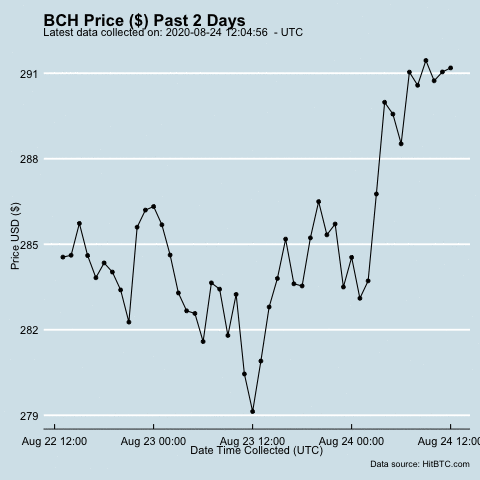 BCH Price ($) Past 2 Days
Latest data collected on: 2020-08-24 12:04:56 - UTC
291
288
285
282
279
Price USD ($)
Aug 22 12:00 Aug 23 00:00 Aug 23 12:00 Aug 24 00:00 Aug 24 12:00
Date Time Collected (UTC)
Data source: HitBTC.com